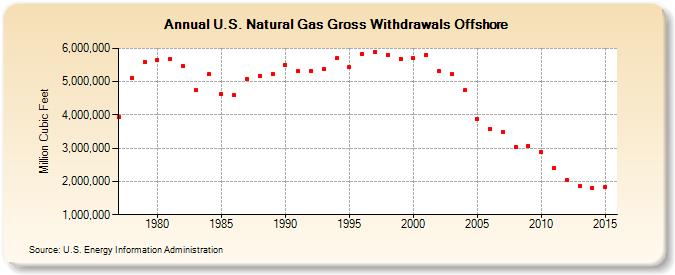 Annual U.S. Natural Gas Gross Withdrawals Offshore
Million Cubic Feet
6,000,000
5,000,000
4,000,000
3,000,000
2,000,000
1,000,000
1980 1985 1990 1995 2000 2005 2010 2015
Source: U.S. Energy Information Administration